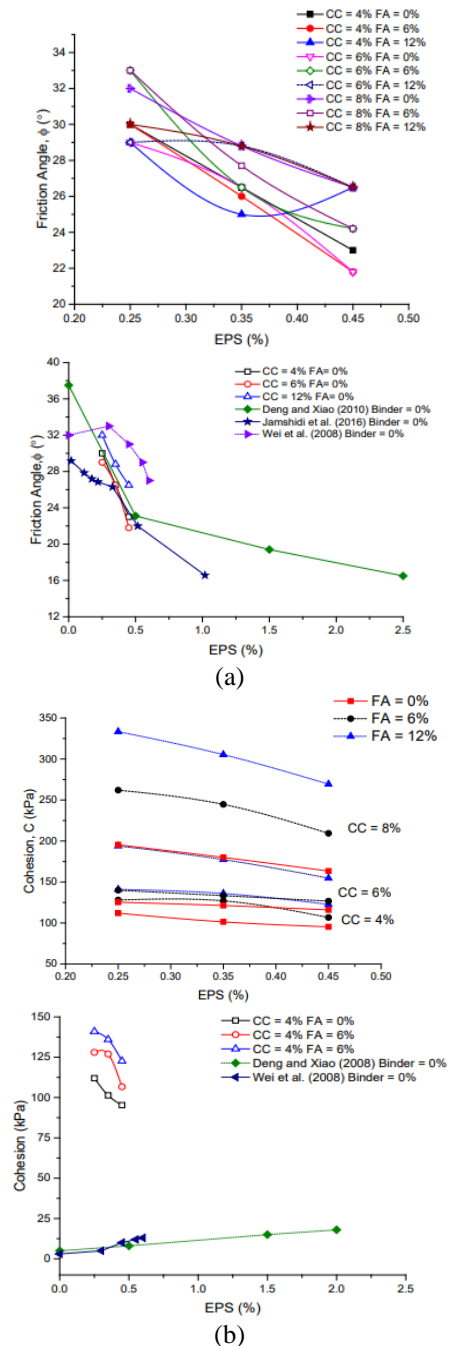 CC = 4% FA = 0%
CC = 4% FA = 6%
CC = 4% FA = 12%
CC = 6% FA = 0%
CC = 6% FA = 6%
CC = 6% FA = 12%
CC = 8% FA = 0%
CC = 8% FA = 6%
CC = 8% FA = 12%
34
32
30
28
26
24
22
20
Friction Angle, ϕ (°)
0.20 0.25 0.30 0.35 0.40 0.45 0.50
EPS (%)
CC = 4% FA= 0%
CC = 6% FA= 0%
CC = 12% FA= 0%
Deng and Xiao (2010) Binder = 0%
Jamshidi et al. (2016) Binder = 0%
Wei et al. (2008) Binder = 0%
40
36
32
28
24
20
16
12
Friction Angle,ϕ (°)
0.0 0.5 1.0 1.5 2.0 2.5
EPS (%)
(a)
FA = 0%
FA = 6%
FA = 12%
350
300
250
200
150
100
50
Cohesion, C (kPa)
CC = 8%
CC = 6%
CC = 4%
0.20 0.25 0.30 0.35 0.40 0.45 0.50
EPS (%)
CC = 4% FA = 0%
CC = 4% FA = 6%
CC = 4% FA = 6%
Deng and Xiao (2008) Binder = 0%
Wei et al. (2008) Binder = 0%
150
125
100
75
50
25
0
Cohesion (kPa)
0.0 0.5 1.0 1.5 2.0 2.5
EPS (%)
(b)